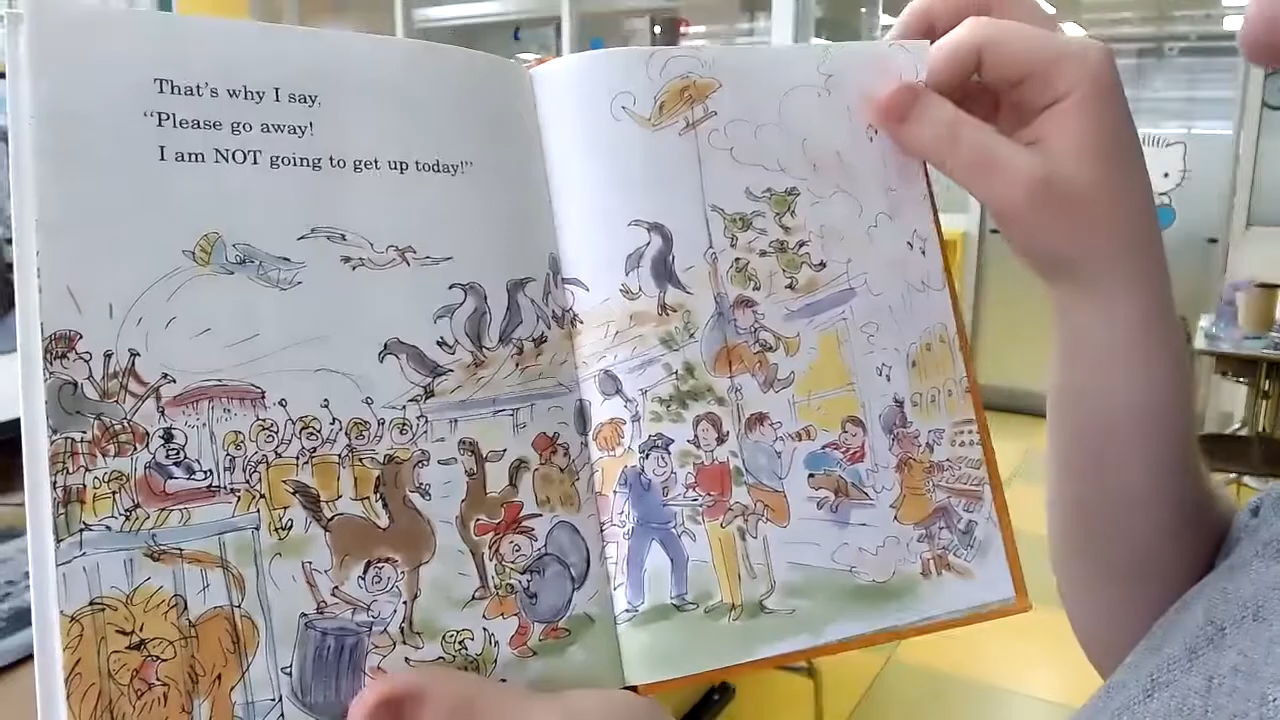 That's why I say,
"Please go away!
I am NOT going to get up today!"